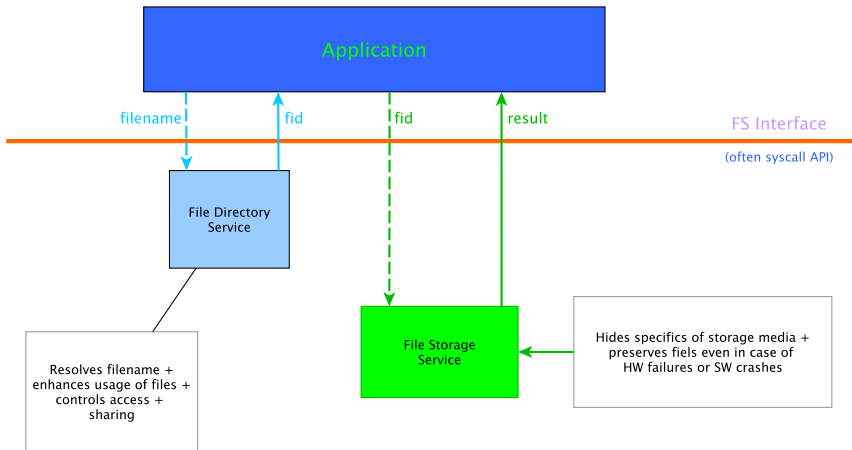 Application
filename
fid
fid
result
FS Interface
(often syscall API)
File Directory
Service
File Storage
Service
Hides specifics of storage media +
preserves fiels even in case of
HW failures or SW crashes
Resolves filename +
enhances usage of files +
controls access +
sharing